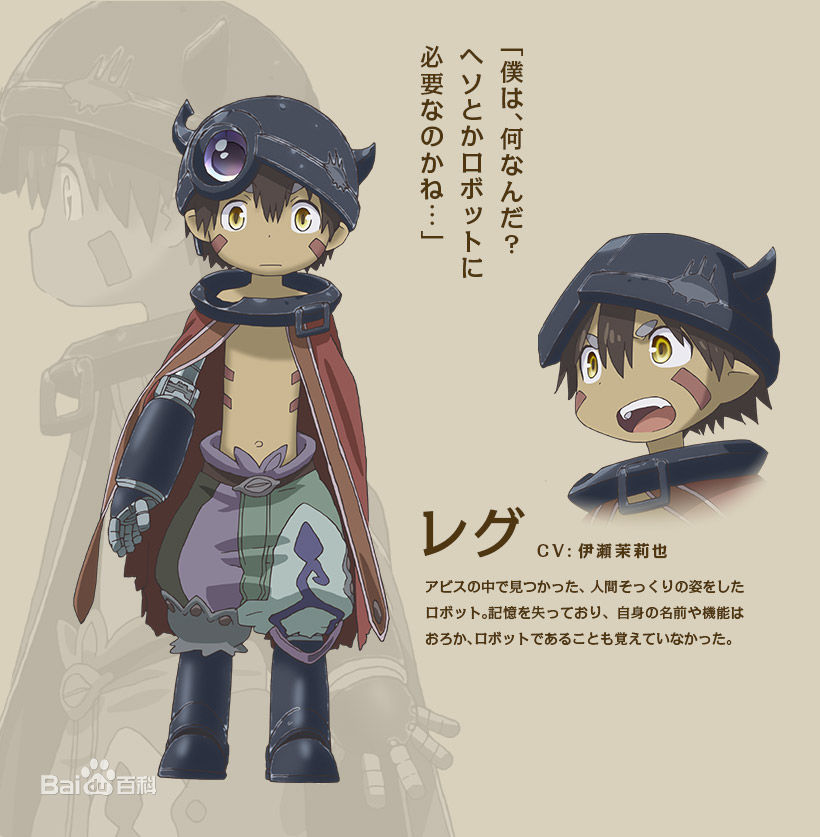 「僕は、何なんだ？
ヘソとかロボットに
必要なのかね…」
レグ
CV: 伊瀬茉莉也
アビスの中で見つかった、人間そっくりの姿をした
ロボット。記憶を失っており、自身の名前や機能は
おろか、ロボットであることも覚えていなかった。
Baidu百科